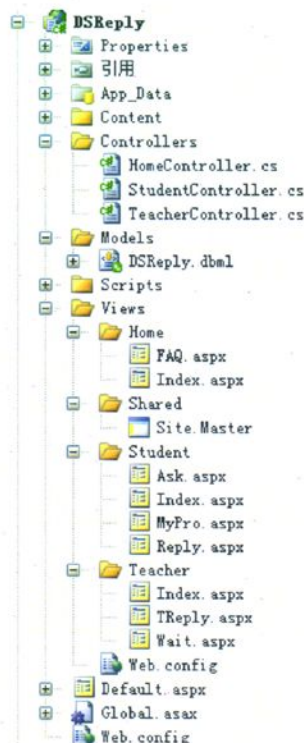 DSReply
Properties
引用
App_Data
Content
Controllers
HomeController.cs
StudentController.cs
TeacherController.cs
Models
DSReply.dbml
Scripts
Views
Home
FAQ.aspx
Index.aspx
Shared
Site.Master
Student
Ask.aspx
Index.aspx
MyPro.aspx
Reply.aspx
Teacher
Index.aspx
TReply.aspx
Wait.aspx
Web.config
Default.aspx
Global.asax
Web.config